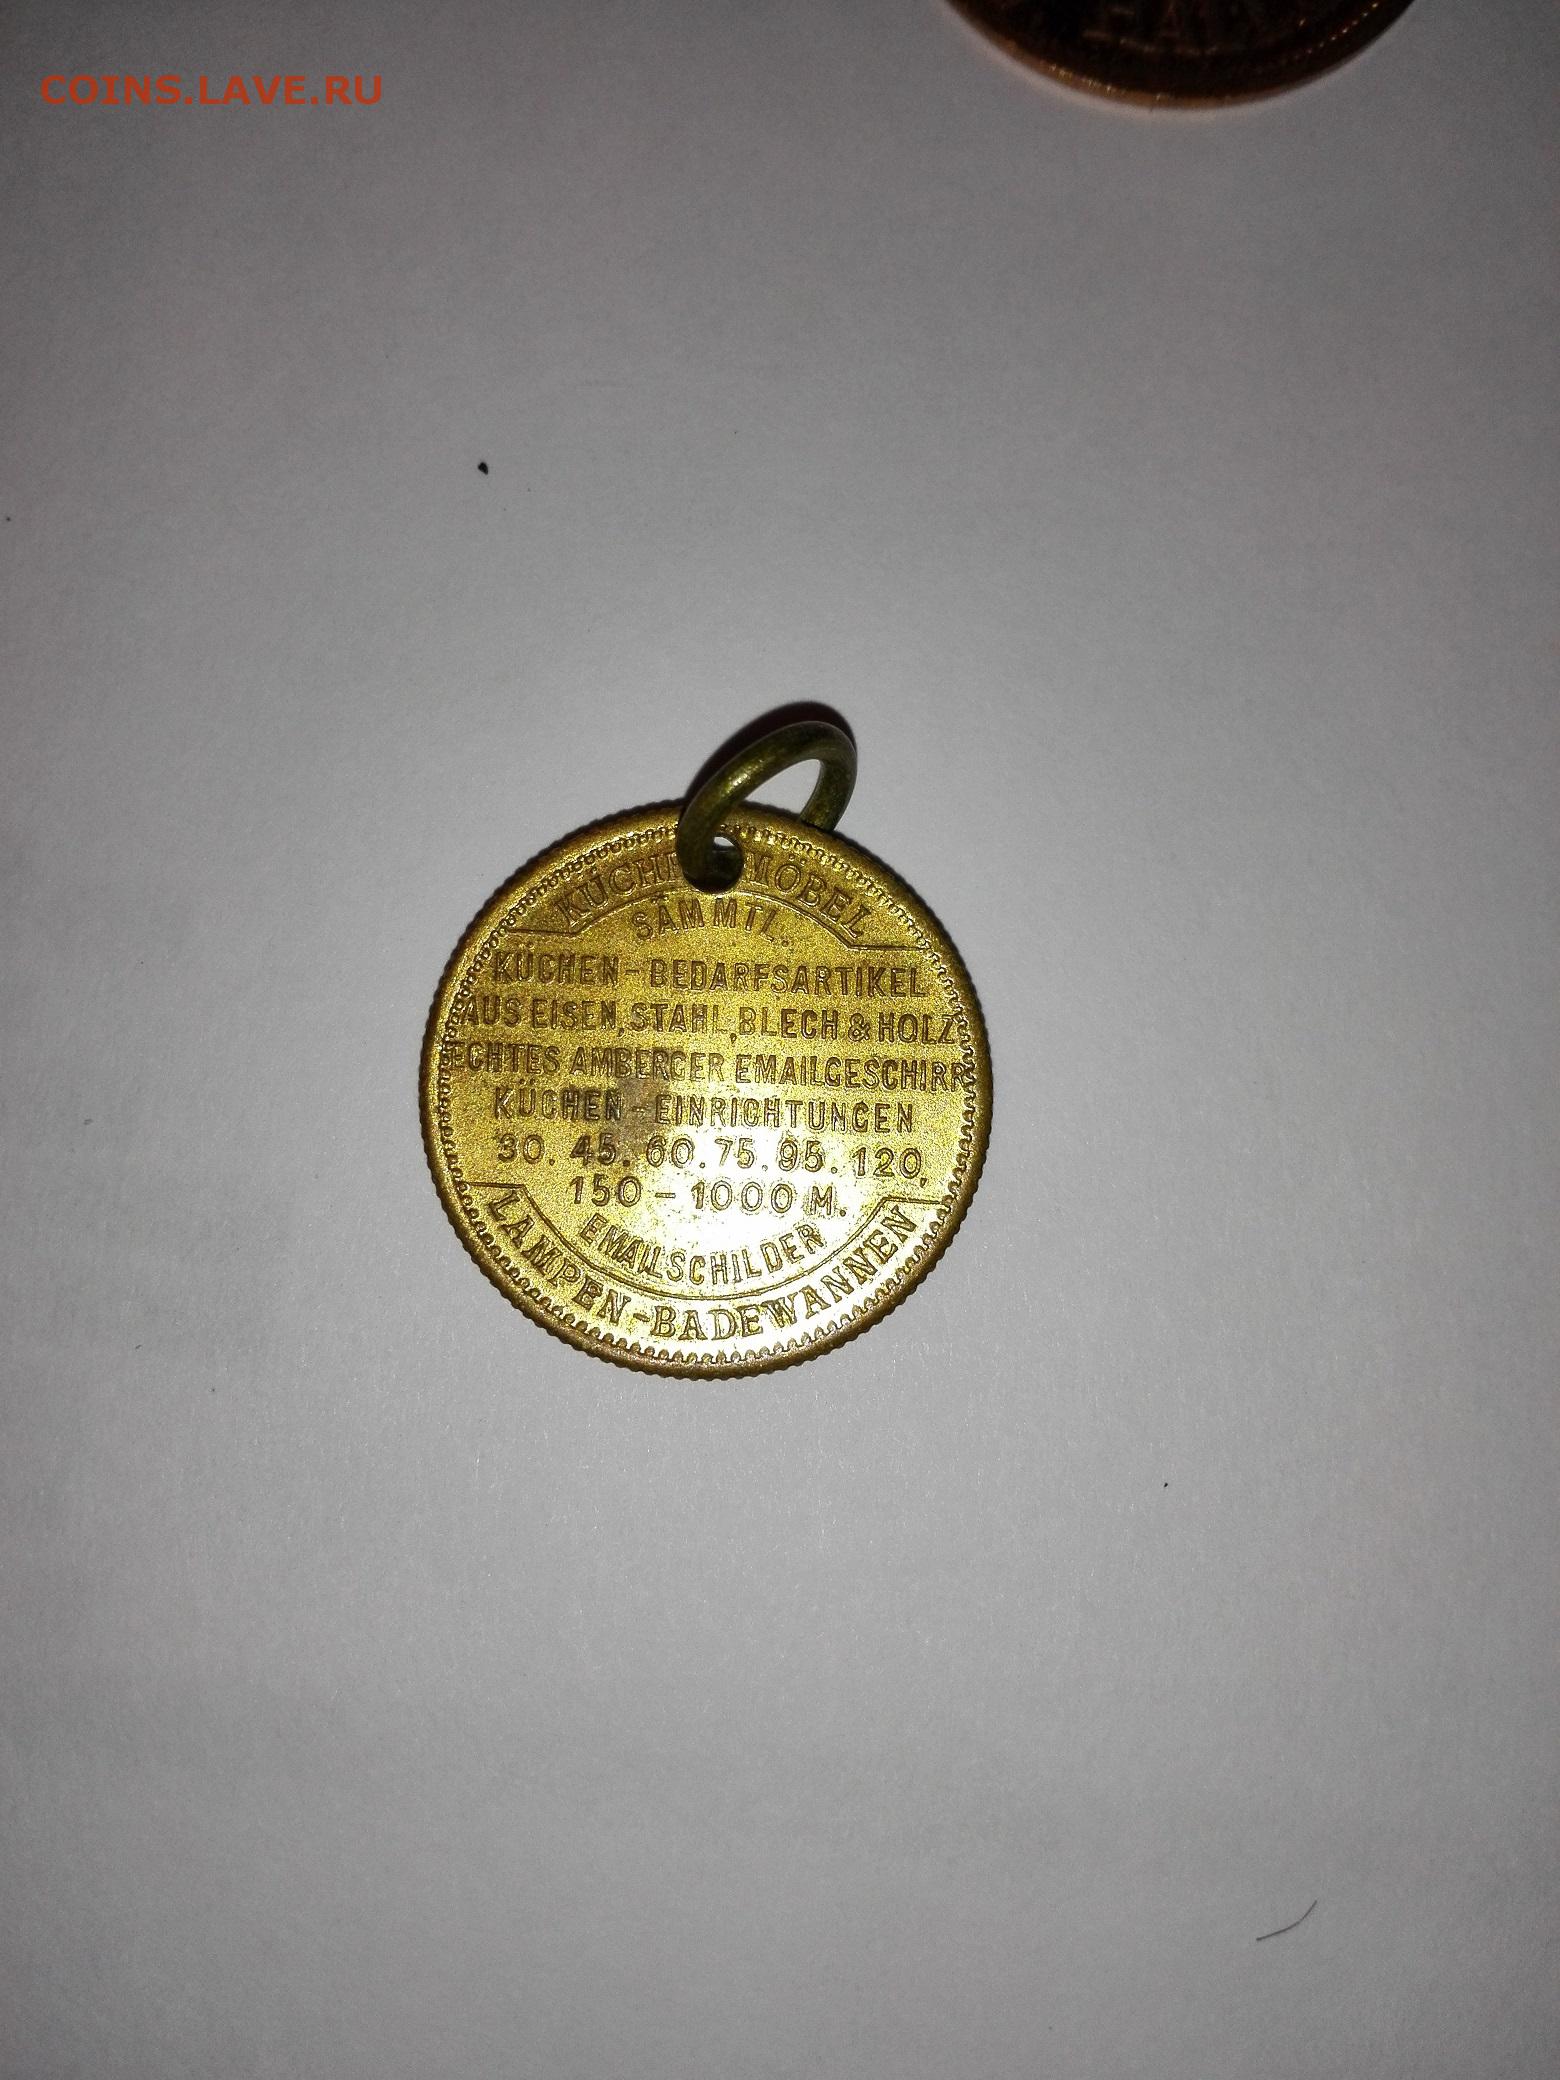 COINS.LAVE.RU
MÖBEL
SÄMMTL.
KÜCHEN-BEDARFSARTIKEL
AUS EISEN, STAHL, BLECH & HOLZ
ECHTES AMBERGER EMAILGESCHIRR
KÜCHEN-EINRICHTUNGEN
30. 45. 60. 75. 95. 120,
150-1000 M.
EMAILSCHILDER
LAMPEN-BADEWANNEN